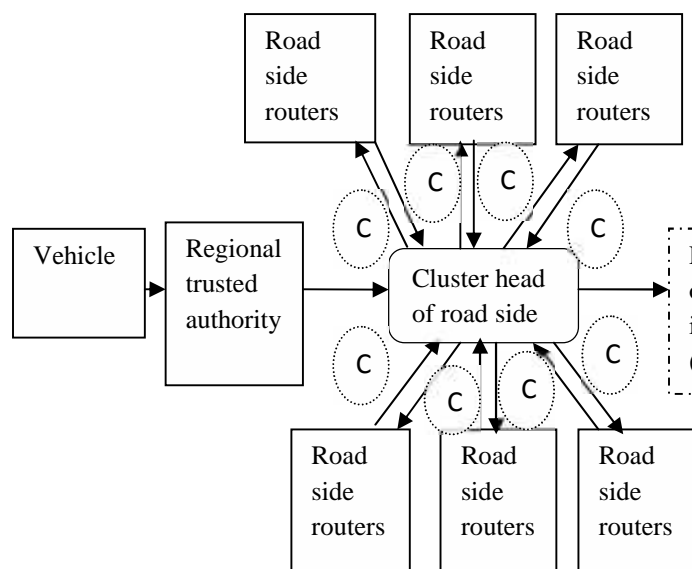 Road
side
routers
Road
side
routers
Road
side
routers
C
C
C
C
Vehicle
Regional
trusted
authority
Cluster head
of road side
C
C
C
C
Road
side
routers
Road
side
routers
Road
side
routers